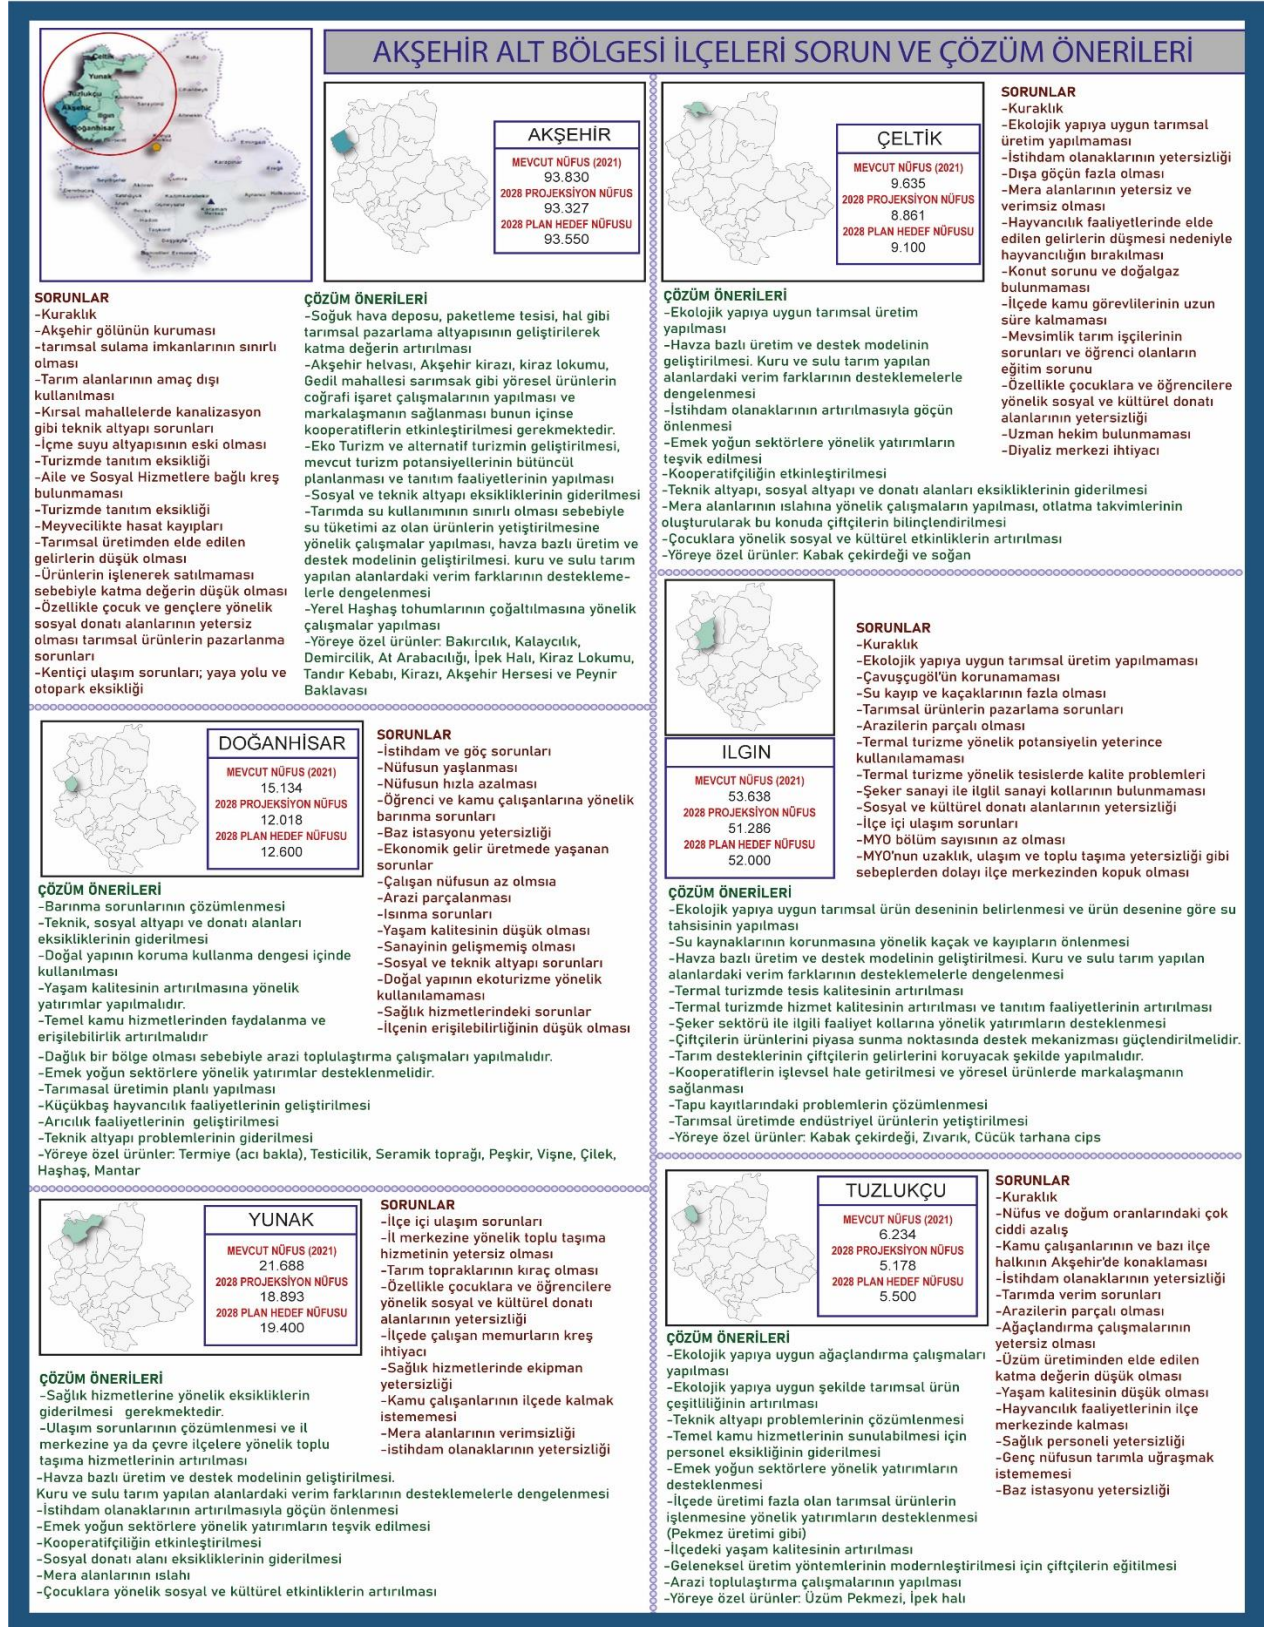 AKŞEHİR ALT BÖLGESİ İLÇELERİ SORUN VE ÇÖZÜM ÖNERİLERİ
Çeltik
Yunak
Tuzlukçu
Akşehir
Ilgın
Doğanhisar
AKŞEHİR
MEVCUT NÜFUS (2021)
93.830
2028 PROJEKSİYON NÜFUS
93.327
2028 PLAN HEDEF NÜFUSU
93.550
SORUNLAR
-Kuraklık
-Akşehir gölünün kuruması
-tarımsal sulama imkanlarının sınırlı
olması
-Tarım alanlarının amaç dışı
kullanılması
-Kırsal mahallelerde kanalizasyon
gibi teknik altyapı sorunları
-İçme suyu altyapısının eski olması
-Turizmde tanıtım eksikliği
-Aile ve Sosyal Hizmetlere bağlı kreş
bulunmaması
-Turizmde tanıtım eksikliği
-Meyvecilikte hasat kayıpları
-Tarımsal üretimden elde edilen
gelirlerin düşük olması
-Ürünlerin işlenerek satılmaması
sebebiyle katma değerin düşük olması
-Özellikle çocuk ve gençlere yönelik
sosyal donatı alanlarının yetersiz
olması tarımsal ürünlerin pazarlanma
sorunları
-Kentiçi ulaşım sorunları; yaya yolu ve
otopark eksikliği
ÇÖZÜM ÖNERİLERİ
-Soğuk hava deposu, paketleme tesisi, hal gibi
tarımsal pazarlama altyapısının geliştirilerek
katma değerin artırılması
-Akşehir helvası, Akşehir kirazı, kiraz lokumu,
Gedil mahallesi sarımsak gibi yöresel ürünlerin
coğrafi işaret çalışmalarının yapılması ve
markalaşmanın sağlanması bunun içinse
kooperatiflerin etkinleştirilmesi gerekmektedir.
-Eko Turizm ve alternatif turizmin geliştirilmesi,
mevcut turizm potansiyellerinin bütüncül
planlanması ve tanıtım faaliyetlerinin yapılması
-Sosyal ve teknik altyapı eksikliklerinin giderilmesi
-Tarımda su kullanımının sınırlı olması sebebiyle
su tüketimi az olan ürünlerin yetiştirilmesine
yönelik çalışmalar yapılması, havza bazlı üretim ve
destek modelinin geliştirilmesi. kuru ve sulu tarım
yapılan alanlardaki verim farklarının destekleme-
lerle dengelenmesi
-Yerel Haşhaş tohumlarının çoğaltılmasına yönelik
çalışmalar yapılması
-Yöreye özel ürünler: Bakırcılık, Kalaycılık,
Demircilik, At Arabacılığı, İpek Halı, Kiraz Lokumu,
Tandır Kebabı, Kirazı, Akşehir Hersesi ve Peynir
Baklavası
ÇELTİK
MEVCUT NÜFUS (2021)
9.635
2028 PROJEKSİYON NÜFUS
8.861
2028 PLAN HEDEF NÜFUSU
9.100
SORUNLAR
-Kuraklık
-Ekolojik yapıya uygun tarımsal
üretim yapılmaması
-İstihdam olanaklarının yetersizliği
-Dışa göçün fazla olması
-Mera alanlarının yetersiz ve
verimsiz olması
-Hayvancılık faaliyetlerinde elde
edilen gelirlerin düşmesi nedeniyle
hayvancılığın bırakılması
-Konut sorunu ve doğalgaz
bulunmaması
-İlçede kamu görevlilerinin uzun
süre kalmaması
-Mevsimlik tarım işçilerinin
sorunları ve öğrenci olanların
eğitim sorunu
-Özellikle çocuklara ve öğrencilere
yönelik sosyal ve kültürel donatı
alanlarının yetersizliği
-Uzman hekim bulunmaması
-Diyaliz merkezi ihtiyacı
ÇÖZÜM ÖNERİLERİ
-Ekolojik yapıya uygun tarımsal üretim
yapılması
-Havza bazlı üretim ve destek modelinin
geliştirilmesi. Kuru ve sulu tarım yapılan
alanlardaki verim farklarının desteklemelerle
dengelenmesi
-İstihdam olanaklarının artırılmasıyla göçün
önlenmesi
-Emek yoğun sektörlere yönelik yatırımların
teşvik edilmesi
-Kooperatifçiliğin etkinleştirilmesi
-Teknik altyapı, sosyal altyapı ve donatı alanları eksikliklerinin giderilmesi
-Mera alanlarının ıslahına yönelik çalışmaların yapılması, otlatma takvimlerinin
oluşturularak bu konuda çiftçilerin bilinçlendirilmesi
-Çocuklara yönelik sosyal ve kültürel etkinliklerin artırılması
-Yöreye özel ürünler: Kabak çekirdeği ve soğan
DOĞANHİSAR
MEVCUT NÜFUS (2021)
15.134
2028 PROJEKSİYON NÜFUS
12.018
2028 PLAN HEDEF NÜFUSU
12.600
SORUNLAR
-İstihdam ve göç sorunları
-Nüfusun yaşlanması
-Nüfusun hızla azalması
-Öğrenci ve kamu çalışanlarına yönelik
barınma sorunları
-Baz istasyonu yetersizliği
-Ekonomik gelir üretmede yaşanan
sorunlar
-Çalışan nüfusun az olmsıa
-Arazi parçalanması
-Isınma sorunları
-Yaşam kalitesinin düşük olması
-Sanayinin gelişmemiş olması
-Sosyal ve teknik altyapı sorunları
-Doğal yapının ekoturizme yönelik
kullanılamaması
-Sağlık hizmetlerindeki sorunlar
-İlçenin erişilebilirliğinin düşük olması
ÇÖZÜM ÖNERİLERİ
-Barınma sorunlarının çözümlenmesi
-Teknik, sosyal altyapı ve donatı alanları
eksikliklerinin giderilmesi
-Doğal yapının koruma kullanma dengesi içinde
kullanılması
-Yaşam kalitesinin artırılmasına yönelik
yatırımlar yapılmalıdır.
-Temel kamu hizmetlerinden faydalanma ve
erişilebilirlik artırılmalıdır
-Dağlık bir bölge olması sebebiyle arazi toplulaştırma çalışmaları yapılmalıdır.
-Emek yoğun sektörlere yönelik yatırımlar desteklenmelidir.
-Tarımasal üretimin planlı yapılması
-Küçükbaş hayvancılık faaliyetlerinin geliştirilmesi
-Arıcılık faaliyetlerinin geliştirilmesi
-Teknik altyapı problemlerinin giderilmesi
-Yöreye özel ürünler: Termiye (acı bakla), Testicilik, Seramik toprağı, Peşkir, Vişne, Çilek,
Haşhaş, Mantar
ILGIN
MEVCUT NÜFUS (2021)
53.638
2028 PROJEKSİYON NÜFUS
51.286
2028 PLAN HEDEF NÜFUSU
52.000
SORUNLAR
-Kuraklık
-Ekolojik yapıya uygun tarımsal üretim yapılmaması
-Çavuşçugöl'ün korunamaması
-Su kayıp ve kaçaklarının fazla olması
-Tarımsal ürünlerin pazarlama sorunları
-Arazilerin parçalı olması
-Termal turizme yönelik potansiyelin yeterince
kullanılamaması
-Termal turizme yönelik tesislerde kalite problemleri
-Şeker sanayi ile ilglil sanayi kollarının bulunmaması
-Sosyal ve kültürel donatı alanlarının yetersizliği
-İlçe içi ulaşım sorunları
-MYO bölüm sayısının az olması
-MYO'nun uzaklık, ulaşım ve toplu taşıma yetersizliği gibi
sebeplerden dolayı ilçe merkezinden kopuk olması
ÇÖZÜM ÖNERİLERİ
-Ekolojik yapıya uygun tarımsal ürün deseninin belirlenmesi ve ürün desenine göre su
tahsisinin yapılması
-Su kaynaklarının korunmasına yönelik kaçak ve kayıpların önlenmesi
-Havza bazlı üretim ve destek modelinin geliştirilmesi. Kuru ve sulu tarım yapılan
alanlardaki verim farklarının desteklemelerle dengelenmesi
-Termal turizmde tesis kalitesinin artırılması
-Termal turizmde hizmet kalitesinin artırılması ve tanıtım faaliyetlerinin artırılması
-Şeker sektörü ile ilgili faaliyet kollarına yönelik yatırımların desteklenmesi
-Çiftçilerin ürünlerini piyasa sunma noktasında destek mekanizması güçlendirilmelidir.
-Tarım desteklerinin çiftçilerin gelirlerini koruyacak şekilde yapılmalıdır.
-Kooperatiflerin işlevsel hale getirilmesi ve yöresel ürünlerde markalaşmanın
sağlanması
-Tapu kayıtlarındaki problemlerin çözümlenmesi
-Tarımsal üretimde endüstriyel ürünlerin yetiştirilmesi
-Yöreye özel ürünler: Kabak çekirdeği, Zıvarık, Cücük tarhana cips
YUNAK
MEVCUT NÜFUS (2021)
21.688
2028 PROJEKSİYON NÜFUS
18.893
2028 PLAN HEDEF NÜFUSU
19.400
SORUNLAR
-İlçe içi ulaşım sorunları
-İl merkezine yönelik toplu taşıma
hizmetinin yetersiz olması
-Tarım topraklarının kıraç olması
-Özellikle çocuklara ve öğrencilere
yönelik sosyal ve kültürel donatı
alanlarının yetersizliği
-İlçede çalışan memurların kreş
ihtiyacı
-Sağlık hizmetlerinde ekipman
yetersizliği
-Kamu çalışanlarının ilçede kalmak
istememesi
-Mera alanlarının verimsizliği
-istihdam olanaklarının yetersizliği
ÇÖZÜM ÖNERİLERİ
-Sağlık hizmetlerine yönelik eksikliklerin
giderilmesi gerekmektedir.
-Ulaşım sorunlarının çözümlenmesi ve il
merkezine ya da çevre ilçelere yönelik toplu
taşıma hizmetlerinin artırılması
-Havza bazlı üretim ve destek modelinin geliştirilmesi.
Kuru ve sulu tarım yapılan alanlardaki verim farklarının desteklemelerle dengelenmesi
-İstihdam olanaklarının artırılmasıyla göçün önlenmesi
-Emek yoğun sektörlere yönelik yatırımların teşvik edilmesi
-Kooperatifçiliğin etkinleştirilmesi
-Sosyal donatı alanı eksikliklerinin giderilmesi
-Mera alanlarının ıslahı
-Çocuklara yönelik sosyal ve kültürel etkinliklerin artırılması
TUZLUKÇU
MEVCUT NÜFUS (2021)
6.234
2028 PROJEKSİYON NÜFUS
5.178
2028 PLAN HEDEF NÜFUSU
5.500
SORUNLAR
-Kuraklık
-Nüfus ve doğum oranlarındaki çok
ciddi azalış
-Kamu çalışanlarının ve bazı ilçe
halkının Akşehir'de konaklaması
-İstihdam olanaklarının yetersizliği
-Tarımda verim sorunları
-Arazilerin parçalı olması
-Ağaçlandırma çalışmalarının
yetersiz olması
-Üzüm üretiminden elde edilen
katma değerin düşük olması
-Yaşam kalitesinin düşük olması
-Hayvancılık faaliyetlerinin ilçe
merkezinde kalması
-Sağlık personeli yetersizliği
-Genç nüfusun tarımla uğraşmak
istememesi
-Baz istasyonu yetersizliği
ÇÖZÜM ÖNERİLERİ
-Ekolojik yapıya uygun ağaçlandırma çalışmaları
yapılması
-Ekolojik yapıya uygun şekilde tarımsal ürün
çeşitliliğinin artırılması
-Teknik altyapı problemlerinin çözümlenmesi
-Temel kamu hizmetlerinin sunulabilmesi için
personel eksikliğinin giderilmesi
-Emek yoğun sektörlere yönelik yatırımların
desteklenmesi
-İlçede üretimi fazla olan tarımsal ürünlerin
işlenmesine yönelik yatırımların desteklenmesi
(Pekmez üretimi gibi)
-İlçedeki yaşam kalitesinin artırılması
-Geleneksel üretim yöntemlerinin modernleştirilmesi için çiftçilerin eğitilmesi
-Arazi toplulaştırma çalışmalarının yapılması
-Yöreye özel ürünler: Üzüm Pekmezi, İpek halı